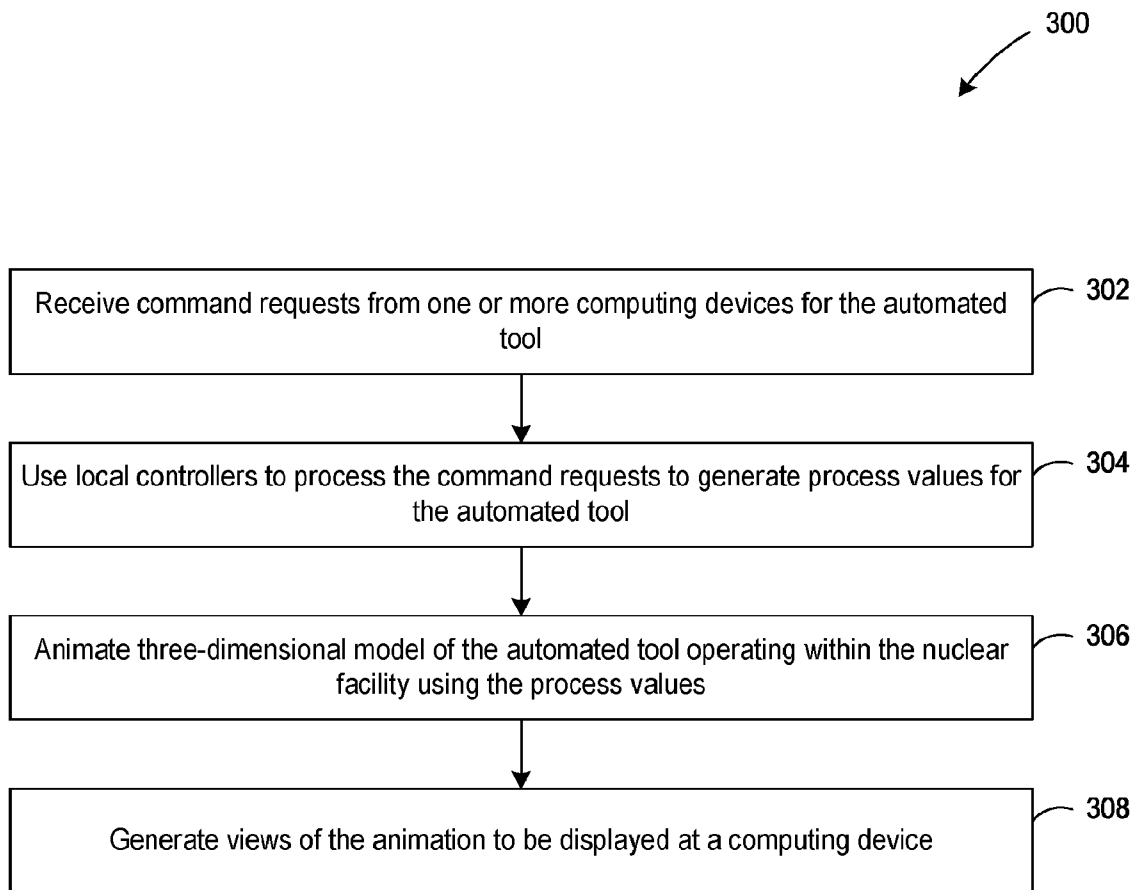 300
Receive command requests from one or more computing devices for the automated
tool
302
Use local controllers to process the command requests to generate process values for
the automated tool
304
Animate three-dimensional model of the automated tool operating within the nuclear
facility using the process values
306
Generate views of the animation to be displayed at a computing device
308